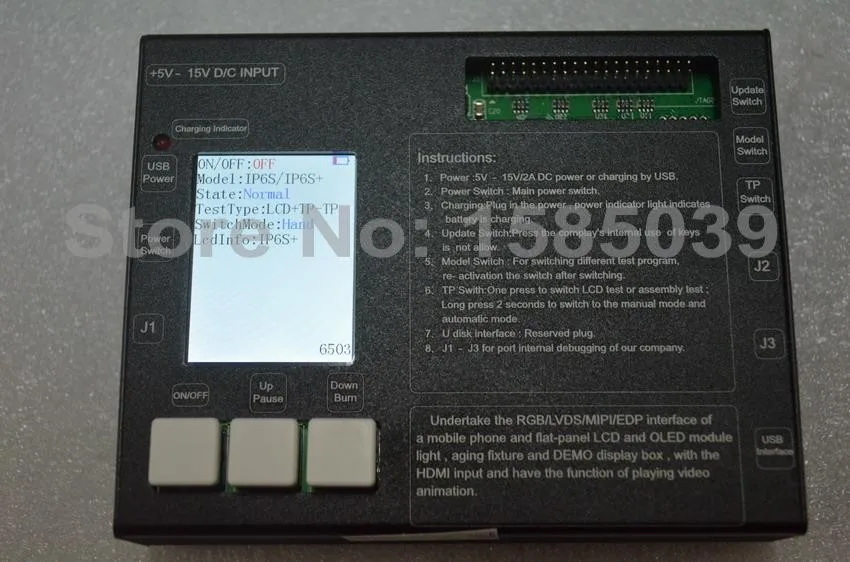 +5V- 15V D/C INPUT
Charging Indicator
USB
Power
Power
Switch
J1
ON/OFF:OFF
Model:IP6S/IP6S+
State:Normal
TestType:LCD+TP-TP
SwitchMode:Hand
LcdInfo:IP6S+
6503
ON/OFF
Up
Pause
Down
Burn
JTAG
Update
Switch
Model
Switch
TP
Switch
J2
J3
USB
Interface
Instructions:
1. Power :5V - 15V/2A DC power or charging by USB.
2. Power Switch : Main power switch.
3. Charging:Plug in the power , power indicator light indicates
battery is charging.
4. Update Switch:Press the complay's internal use of keys
is not allow.
5. Model Switch : For switching different test program,
re- activation the switch after switching.
6. TP Swith:One press to switch LCD test or assembly test ;
Long press 2 seconds to switch to the manual mode and
automatic mode
7. U disk interface : Reserved plug.
8. J1 - J3 for port internal debugging of our company.
Undertake the RGB/LVDS/MIPI/EDP interface of
a mobile phone and flat-panel LCD and OLED module
light , aging fixture and DEMO display box , with the
HDMI input and have the function of playing video
animation.
Store No: 1585039